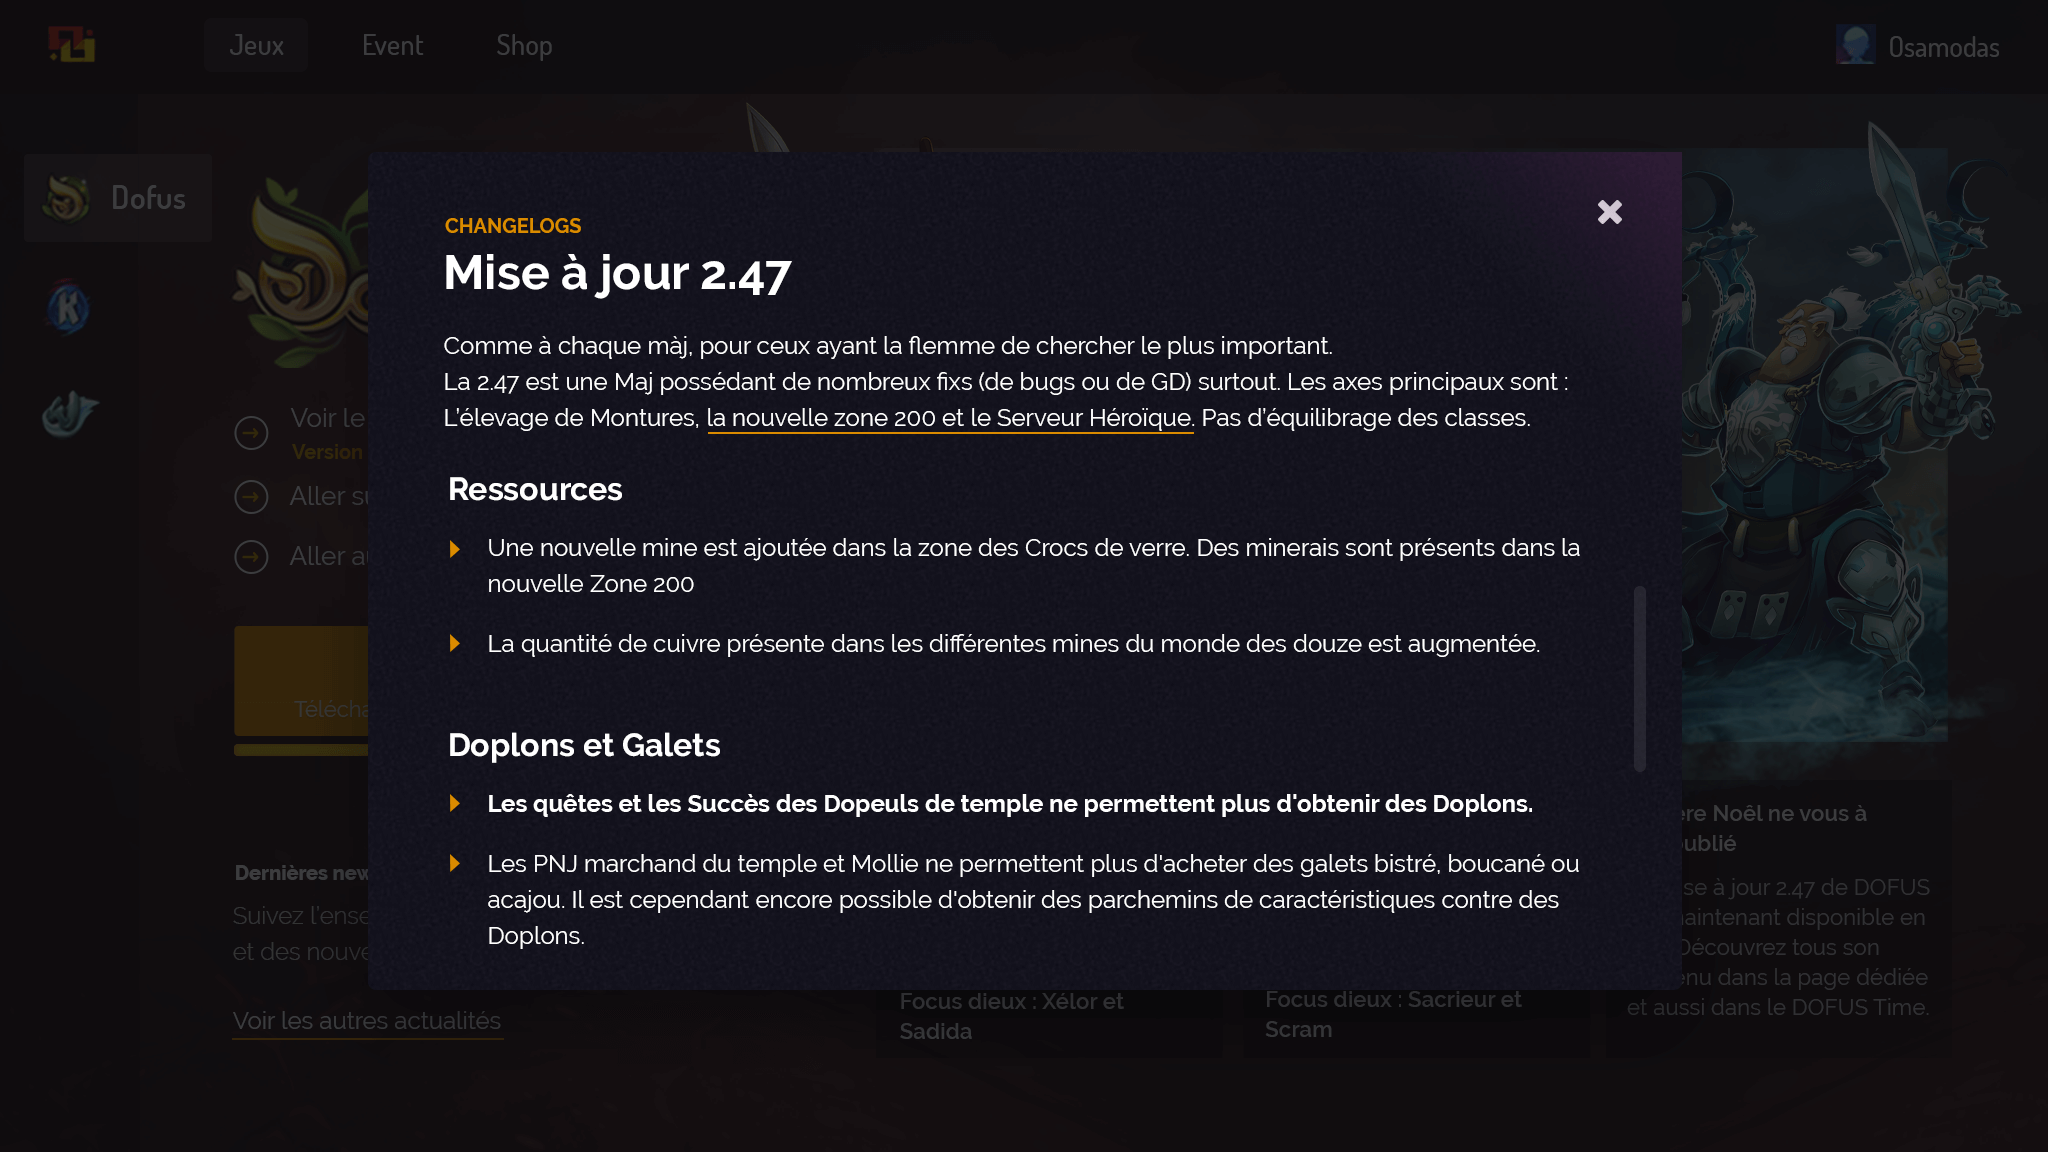 Jeux
Event
Shop
Osamodas
Dofus
CHANGELOGS
Mise à jour 2.47
Comme à chaque màj, pour ceux ayant la flemme de chercher le plus important.
La 2.47 est une Maj possédant de nombreux fixs (de bugs ou de GD) surtout. Les axes principaux sont :
L’élevage de Montures, la nouvelle zone 200 et le Serveur Héroïque. Pas d’équilibrage des classes.
Ressources
Une nouvelle mine est ajoutée dans la zone des Crocs de verre. Des minerais sont présents dans la
nouvelle Zone 200
La quantité de cuivre présente dans les différentes mines du monde des douze est augmentée.
Doplons et Galets
Les quêtes et les Succès des Dopeuls de temple ne permettent plus d'obtenir des Doplons.
Les PNJ marchand du temple et Mollie ne permettent plus d'acheter des galets bistré, boucané ou
acajou. Il est cependant encore possible d'obtenir des parchemins de caractéristiques contre des
Doplons.
Voir le
Version
Aller su
Aller au
Télécha
Dernières new
Suivez l’ense
et des nouve
Voir les autres actualités
Focus dieux : Xélor et
Sadida
Focus dieux : Sacrieur et
Scram
ère Noêl ne vous à
oublié
se à jour 2.47 de DOFUS
aintenant disponible en
Découvrez tous son
enu dans la page dédiée
et aussi dans le DOFUS Time.